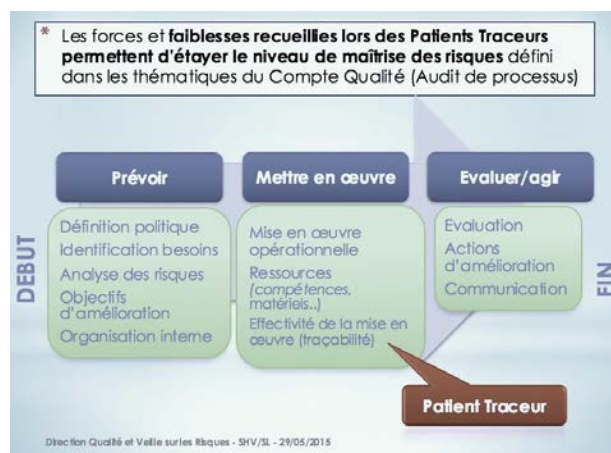 * Les forces et faiblesses recueillies lors des Patients Traceurs
permettent d'étayer le niveau de maîtrise des risques défini
dans les thématiques du Compte Qualité (Audit de processus)
DEBUT
Prévoir
Définition politique
Identification besoins
Analyse des risques
Objectifs
d'amélioration
Organisation interne
Mettre en œuvre
Mise en œuvre
opérationnelle
Ressources
(compétences,
matériels..)
Effectivité de la mise en
œuvre (traçabilité)
Evaluer/agir
Evaluation
Actions
d'amélioration
Communication
FIN
Patient Traceur
Direction Qualité et Veille sur les Risques - SHV/SL - 29/05/2015